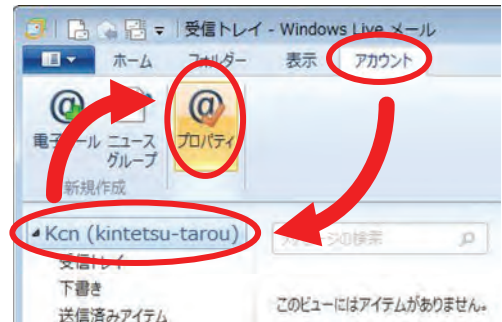 受信トレイ - Windows Live メール
ホーム フォルダー 表示 アカウント
電子メール ニュース グループ プロパティ
新規作成
Kcn (kintetsu-tarou)
受信トレイ
メッセージの検索
下書き
このビューにはアイテムがありません。
送信済みアイテム